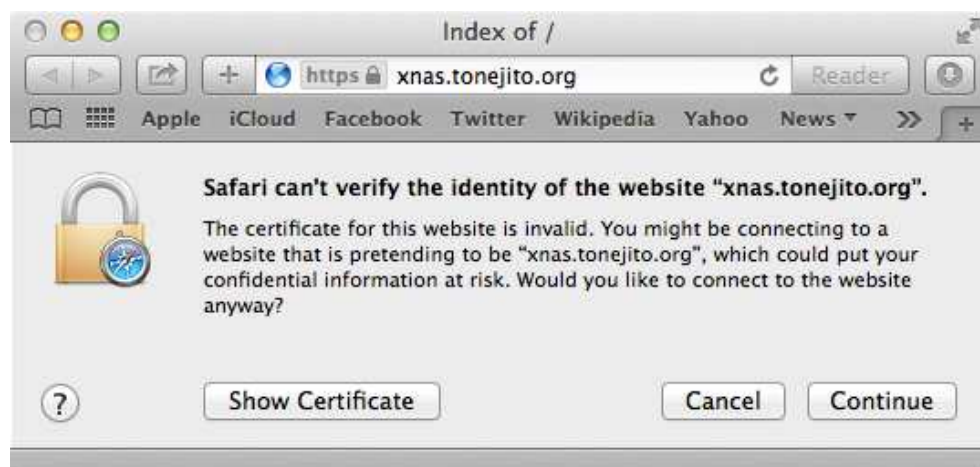 Index of /
https xnas.tonejito.org Reader
Apple iCloud Facebook Twitter Wikipedia Yahoo News
Safari can't verify the identity of the website “xnas.tonejito.org”.
The certificate for this website is invalid. You might be connecting to a
website that is pretending to be “xnas.tonejito.org”, which could put your
confidential information at risk. Would you like to connect to the website
anyway?
? Show Certificate Cancel Continue